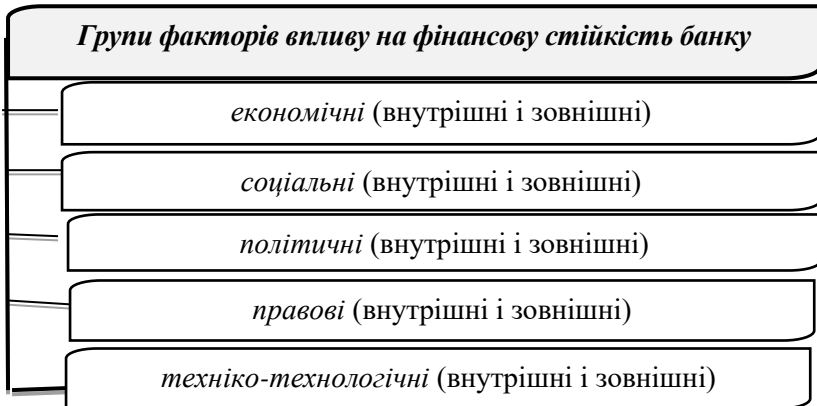 Групи факторів впливу на фінансову стійкість банку
економічні (внутрішні і зовнішні)
соціальні (внутрішні і зовнішні)
політичні (внутрішні і зовнішні)
правові (внутрішні і зовнішні)
техніко-технологічні (внутрішні і зовнішні)